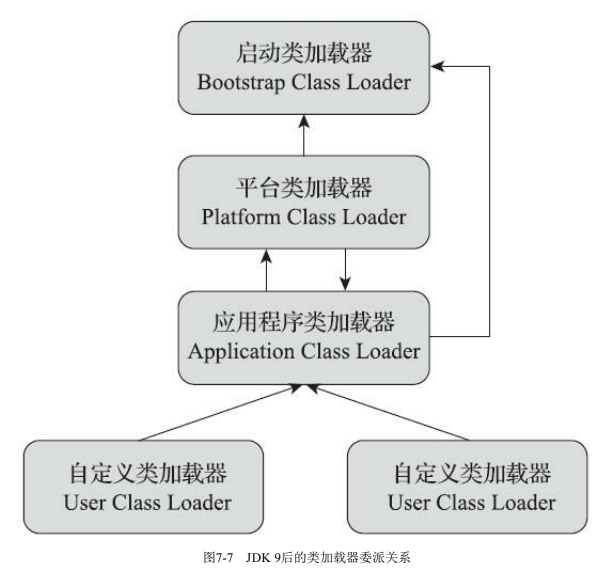 启动类加载器
Bootstrap Class Loader
平台类加载器
Platform Class Loader
应用程序类加载器
Application Class Loader
自定义类加载器
User Class Loader
自定义类加载器
User Class Loader
图7-7 JDK 9后的类加载器委派关系